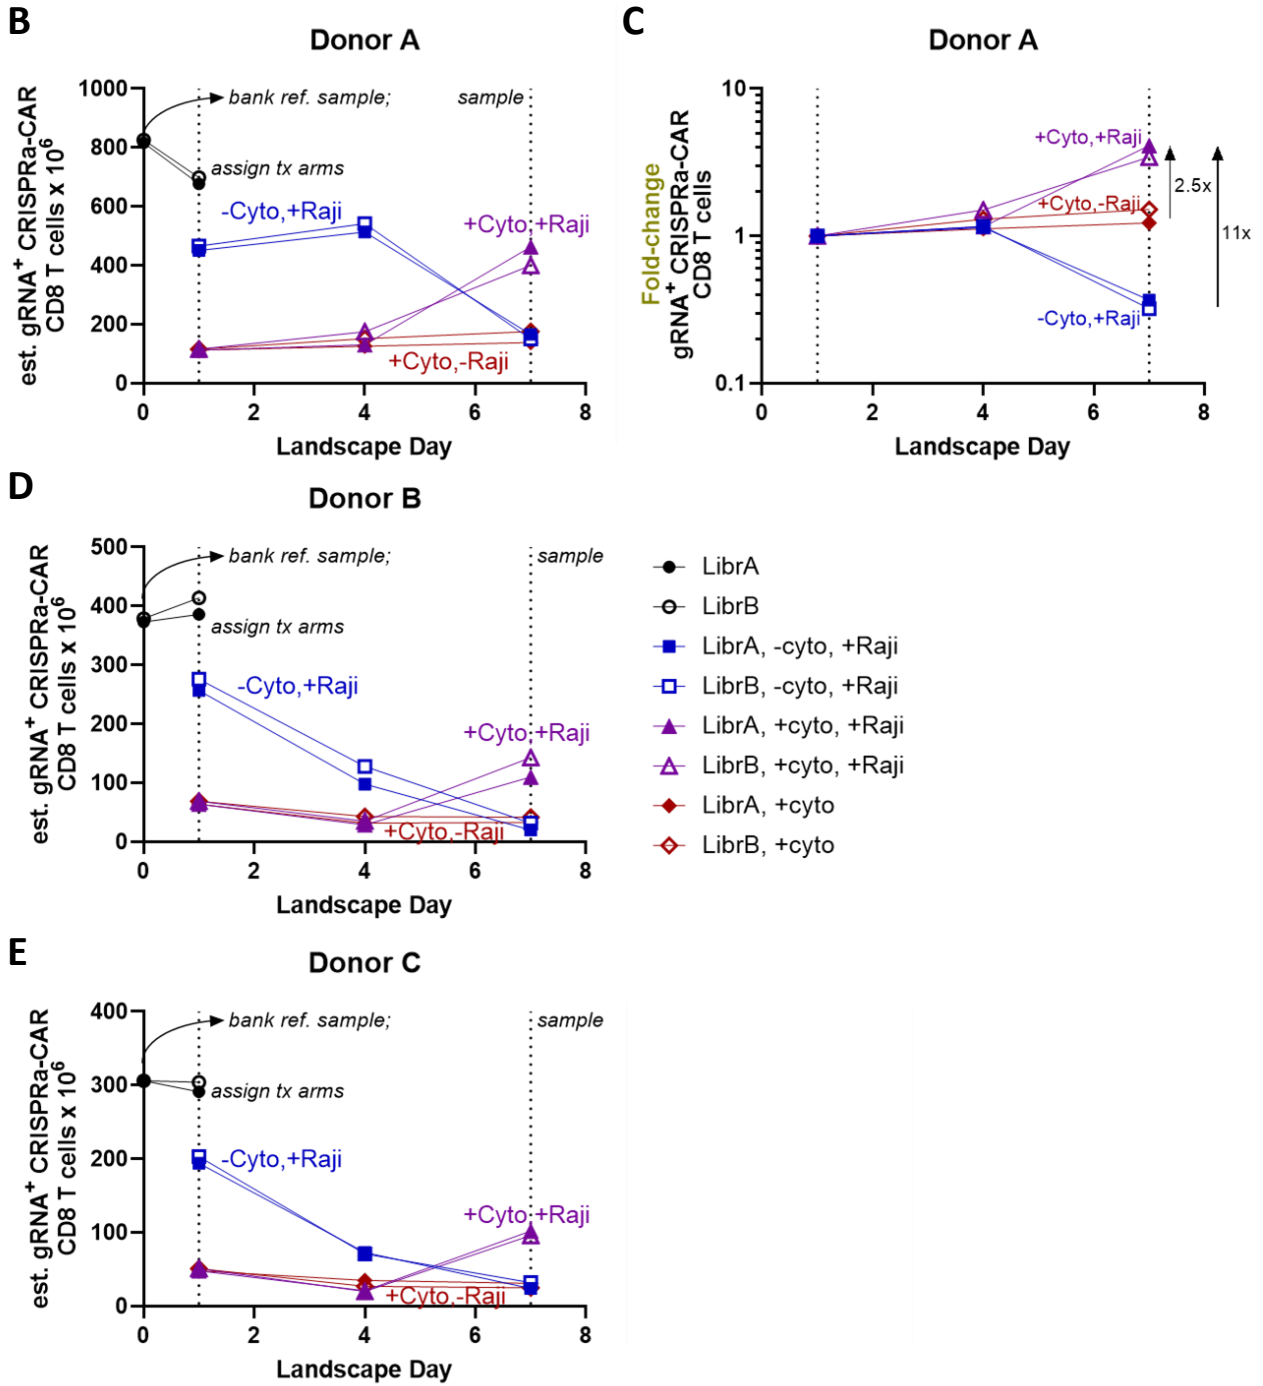 B
Donor A
est. gRNA+ CRISPRa-CAR
CD8 T cells x 10^6
1000
800
600
400
200
0
0 2 4 6 8
Landscape Day
bank ref. sample;
sample
assign tx arms
-Cyto,+Raji
+Cyto,+Raji
+Cyto,-Raji
C
Donor A
Fold-change
gRNA+ CRISPRa-CAR
CD8 T cells
10
1
0.1
0 2 4 6 8
Landscape Day
+Cyto,+Raji
+Cyto,-Raji
-Cyto,+Raji
2.5x
11x
D
Donor B
est. gRNA+ CRISPRa-CAR
CD8 T cells x 10^6
500
400
300
200
100
0
0 2 4 6 8
Landscape Day
bank ref. sample;
sample
assign tx arms
-Cyto,+Raji
+Cyto,+Raji
+Cyto,-Raji
LibrA
LibrB
LibrA, -cyto, +Raji
LibrB, -cyto, +Raji
LibrA, +cyto, +Raji
LibrB, +cyto, +Raji
LibrA, +cyto
LibrB, +cyto
E
Donor C
est. gRNA+ CRISPRa-CAR
CD8 T cells x 10^6
400
300
200
100
0
0 2 4 6 8
Landscape Day
bank ref. sample;
sample
assign tx arms
-Cyto,+Raji
+Cyto,+Raji
+Cyto,-Raji